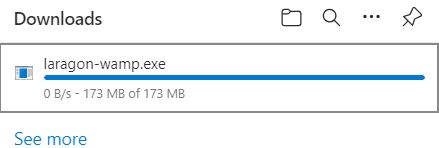 Downloads
laragon-wamp.exe
0 B/s - 173 MB of 173 MB
See more